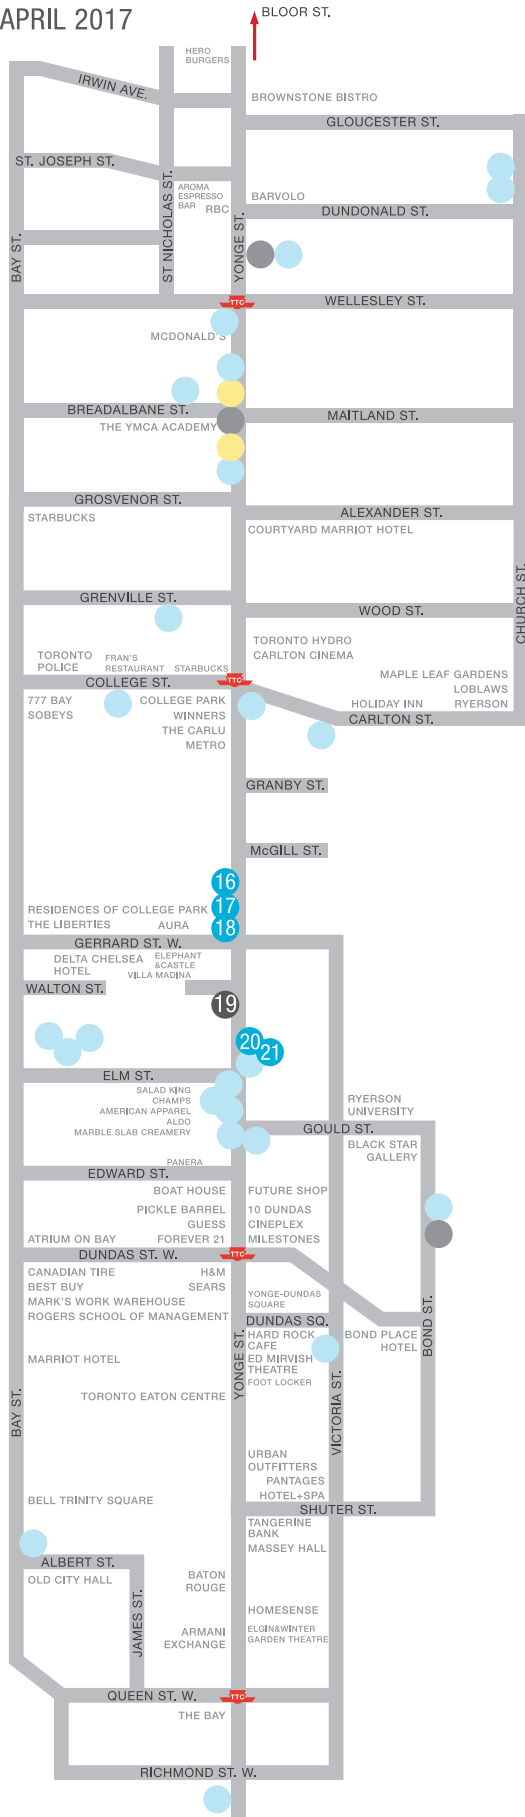 APRIL 2017
BLOOR ST.
HERO
BURGERS
IRWIN AVE.
BROWNSTONE BISTRO
GLOUCESTER ST.
ST. JOSEPH ST.
AROMA
ESPRESSO
BAR
RBC
BARVOLO
DUNDONALD ST.
BAY ST.
ST NICHOLAS ST.
YONGE ST.
TTC
WELLESLEY ST.
MCDONALD'S
BREADALBANE ST.
MAITLAND ST.
THE YMCA ACADEMY
GROSVENOR ST.
STARBUCKS
ALEXANDER ST.
COURTYARD MARRIOT HOTEL
CHURCH ST.
GRENVILLE ST.
WOOD ST.
TORONTO HYDRO
CARLTON CINEMA
TORONTO
POLICE
FRAN'S
RESTAURANT
STARBUCKS
TTC
COLLEGE ST.
MAPLE LEAF GARDENS
LOBLAWS
RYERSON
HOLIDAY INN
CARLTON ST.
777 BAY
SOBEYS
COLLEGE PARK
WINNERS
THE CARLU
METRO
GRANBY ST.
McGILL ST.
16
17
18
RESIDENCES OF COLLEGE PARK
THE LIBERTIES
AURA
GERRARD ST. W.
DELTA CHELSEA
HOTEL
ELEPHANT
&CASTLE
VILLA MADINA
WALTON ST.
19
20
21
ELM ST.
SALAD KING
CHAMPS
AMERICAN APPAREL
ALDO
MARBLE SLAB CREAMERY
RYERSON
UNIVERSITY
GOULD ST.
BLACK STAR
GALLERY
PANERA
EDWARD ST.
BOAT HOUSE
PICKLE BARREL
GUESS
FOREVER 21
FUTURE SHOP
10 DUNDAS
CINEPLEX
MILESTONES
ATRIUM ON BAY
DUNDAS ST. W.
TTC
CANADIAN TIRE
BEST BUY
MARK'S WORK WAREHOUSE
ROGERS SCHOOL OF MANAGEMENT
H&M
SEARS
YONGE-DUNDAS
SQUARE
DUNDAS SQ.
HARD ROCK
CAFE
ED MIRVISH
THEATRE
FOOT LOCKER
BOND PLACE
HOTEL
BOND ST.
YONGE ST.
VICTORIA ST.
BAY ST.
MARRIOT HOTEL
TORONTO EATON CENTRE
URBAN
OUTFITTERS
PANTAGES
HOTEL+SPA
BELL TRINITY SQUARE
SHUTER ST.
TANGERINE
BANK
MASSEY HALL
ALBERT ST.
OLD CITY HALL
BATON
ROUGE
JAMES ST.
HOMESENSE
ARMANI
EXCHANGE
ELGIN&WINTER
GARDEN THEATRE
QUEEN ST. W.
TTC
THE BAY
RICHMOND ST. W.